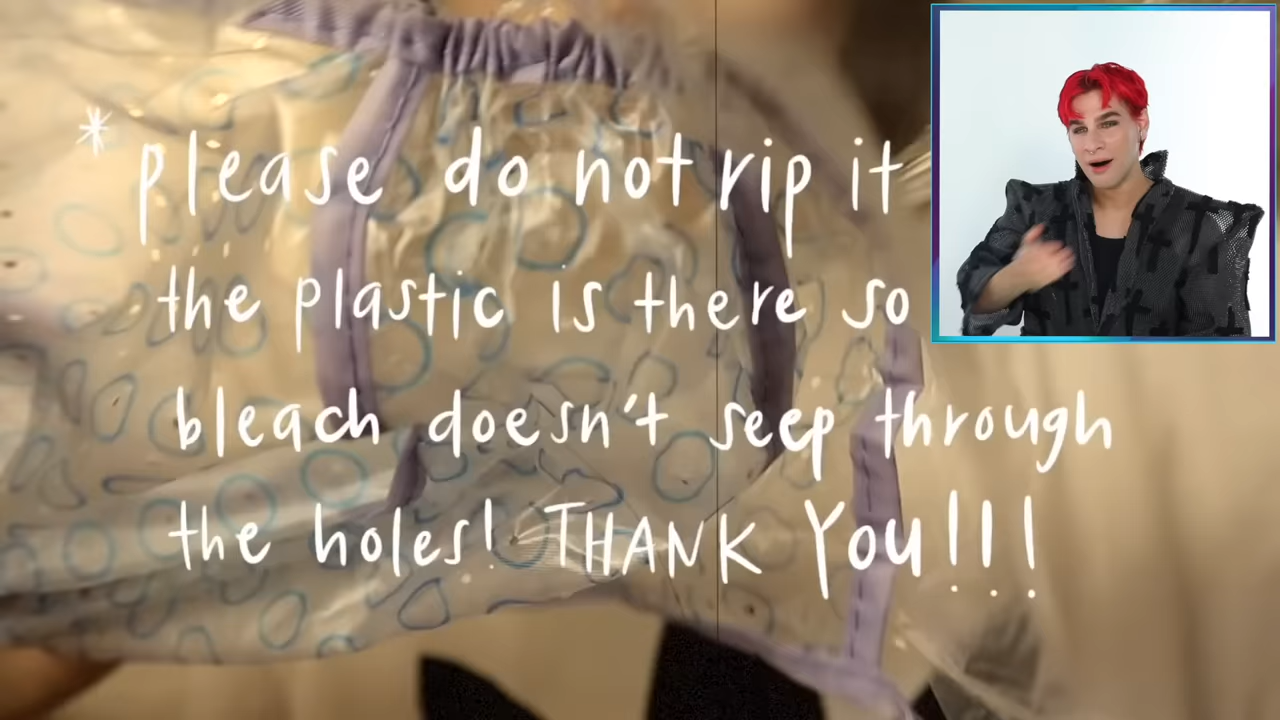 *please do not rip it
the plastic is there so
bleach doesn't seep through
the holes! THANK YOU!!!